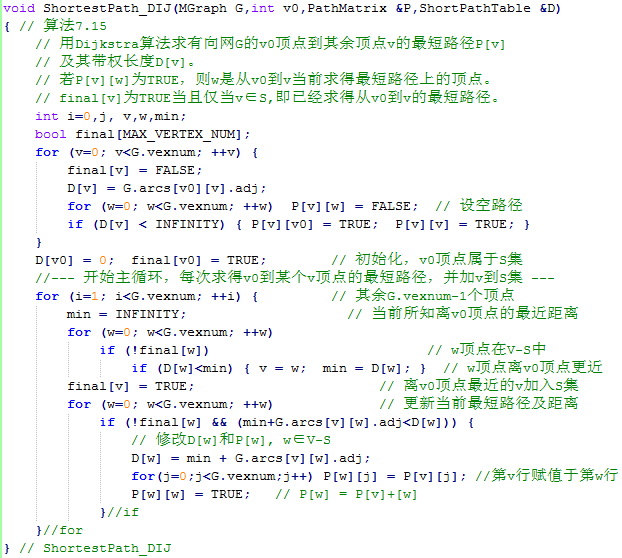 void ShortestPath_DIJ(MGraph G,int v0,PathMatrix &P,ShortPathTable &D)
{ // 算法7.15
// 用Dijkstra算法求有向网G的v0顶点到其余顶点v的最短路径P[v]
// 及其带权长度D[v]。
// 若P[v][w]为TRUE，则w是从v0到v当前求得最短路径上的顶点。
// final[v]为TRUE当且仅当v∈S,即已经求得从v0到v的最短路径。
int i=0,j, v,w,min;
bool final[MAX_VERTEX_NUM];
for (v=0; v<G.vexnum; ++v) {
final[v] = FALSE;
D[v] = G.arcs[v0][v].adj;
for (w=0; w<G.vexnum; ++w)  P[v][w] = FALSE;  // 设空路径
if (D[v] < INFINITY) { P[v][v0] = TRUE;  P[v][v] = TRUE; }
}
D[v0] = 0;  final[v0] = TRUE;        // 初始化，v0顶点属于S集
//--- 开始主循环，每次求得v0到某个v顶点的最短路径，并加v到S集 ---
for (i=1; i<G.vexnum; ++i) {         // 其余G.vexnum-1个顶点
min = INFINITY;                    // 当前所知离v0顶点的最近距离
for (w=0; w<G.vexnum; ++w)
if (!final[w])                           // w顶点在V-S中
if (D[w]<min) { v = w;  min = D[w]; }  // w顶点离v0顶点更近
final[v] = TRUE;                       // 离v0顶点最近的v加入S集
for (w=0; w<G.vexnum; ++w)             // 更新当前最短路径及距离
if (!final[w] && (min+G.arcs[v][w].adj<D[w])) {
// 修改D[w]和P[w], w∈V-S
D[w] = min + G.arcs[v][w].adj;
for(j=0;j<G.vexnum;j++) P[w][j] = P[v][j]; //第v行赋值于第w行
P[w][w] = TRUE;   // P[w] = P[v]+[w]
}//if
}//for
} // ShortestPath_DIJ